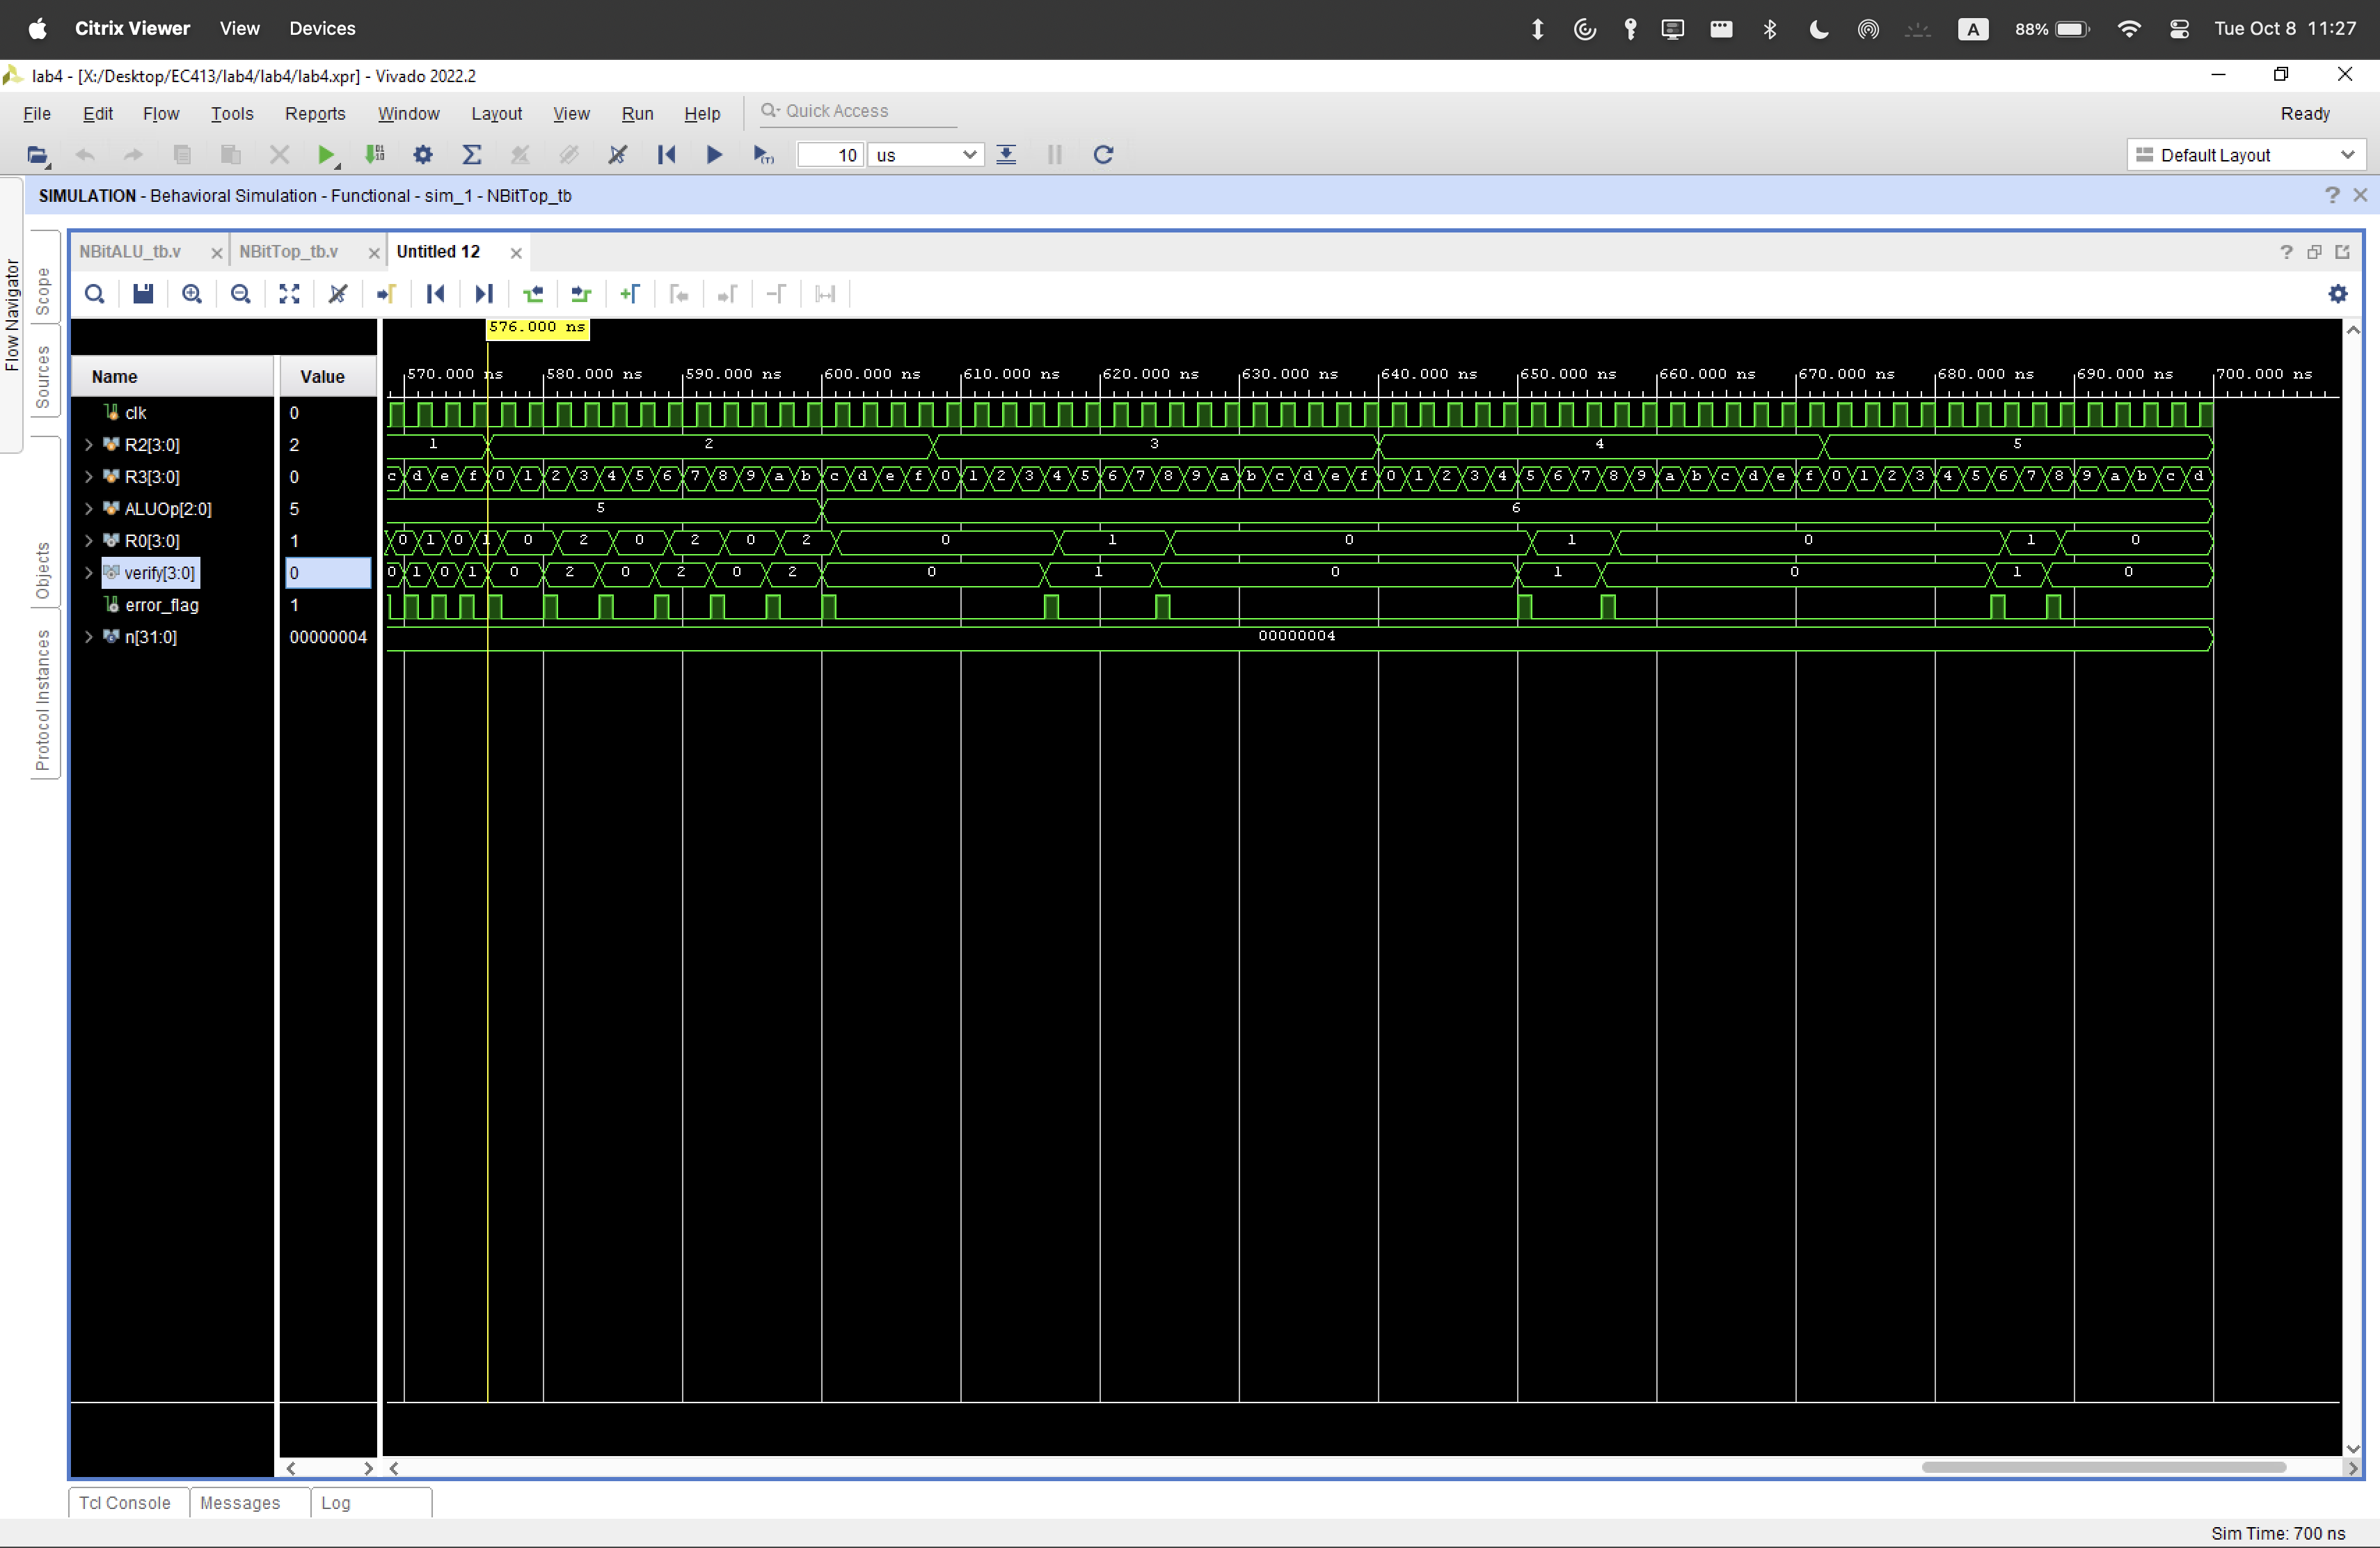 Citrix Viewer View Devices A 88% Tue Oct 8 11:27
lab4 - [X:/Desktop/EC413/lab4/lab4/lab4.xpr] - Vivado 2022.2
File Edit Flow Tools Reports Window Layout View Run Help Quick Access Ready
10 us Default Layout
SIMULATION - Behavioral Simulation - Functional - sim_1 - NBitTop_tb
Flow Navigator
Scope
Sources
Objects
Protocol Instances
NBitALU_tb.v NBitTop_tb.v Untitled 12
576.000 ns
Name Value 570.000 ns 580.000 ns 590.000 ns 600.000 ns 610.000 ns 620.000 ns 630.000 ns 640.000 ns 650.000 ns 660.000 ns 670.000 ns 680.000 ns 690.000 ns 700.000 ns
clk 0
R2[3:0] 2 1 2 3 4 5
R3[3:0] 0 c d e f 0 1 2 3 4 5 6 7 8 9 a b c d e f 0 1 2 3 4 5 6 7 8 9 a b c d e f 0 1 2 3 4 5 6 7 8 9 a b c d e f 0 1 2 3 4 5 6 7 8 9 a b c d
ALUOp[2:0] 5 5 6
R0[3:0] 1 0 1 0 1 0 2 0 2 0 2 0 1 0 1 0 1 0
verify[3:0] 0 0 1 0 1 0 2 0 2 0 2 0 1 0 1 0 1 0
error_flag 1
n[31:0] 00000004 00000004
Tcl Console Messages Log
Sim Time: 700 ns